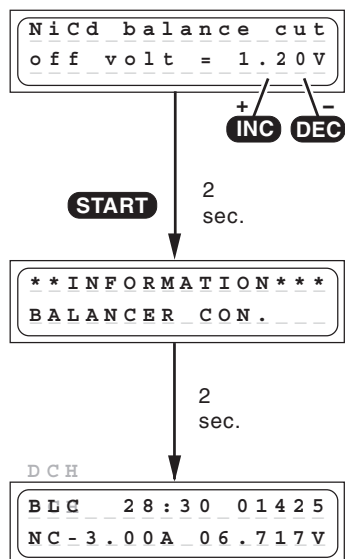 NiCd balance cut
off volt = 1.20V
+ -
INC DEC
START
2
sec.
**INFORMATION***
BALANCER CON.
2
sec.
DCH
BLC 28:30 01425
NC-3.00A 06.717V